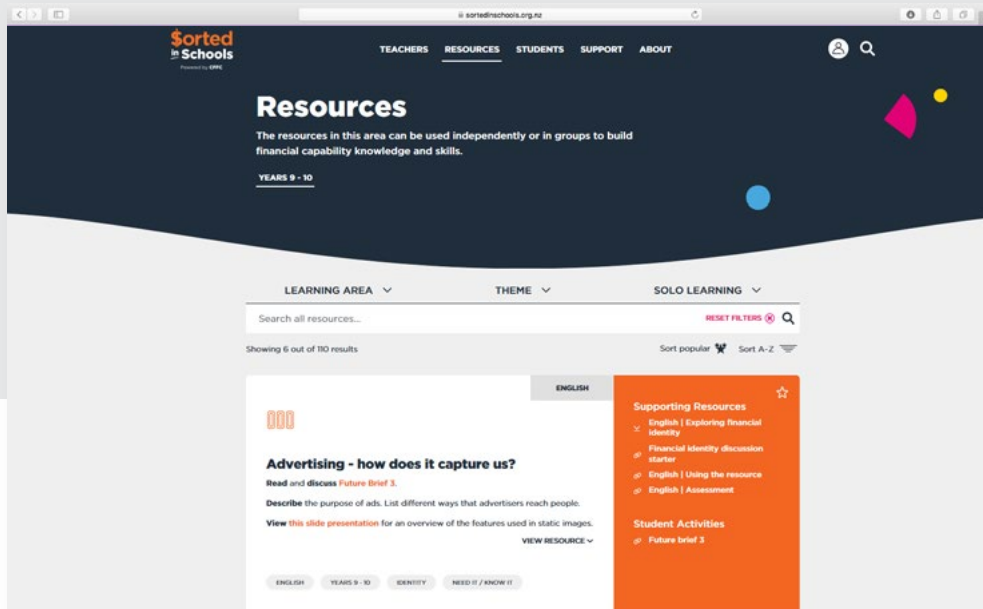 sortedinschools.org.nz
$orted
in Schools
Powered by CFFC
TEACHERS RESOURCES STUDENTS SUPPORT ABOUT
Resources
The resources in this area can be used independently or in groups to build
financial capability knowledge and skills.
YEARS 9 - 10
LEARNING AREA THEME SOLO LEARNING
Search all resources... RESET FILTERS
Showing 6 out of 110 results Sort popular Sort A-Z
ENGLISH
Advertising - how does it capture us?
Read and discuss Future Brief 3.
Describe the purpose of ads. List different ways that advertisers reach people.
View this slide presentation for an overview of the features used in static images.
VIEW RESOURCE
ENGLISH YEARS 9 - 10 IDENTITY NEED IT / KNOW IT
Supporting Resources
English | Exploring financial
identity
Financial identity discussion
starter
English | Using the resource
English | Assessment
Student Activities
Future brief 3